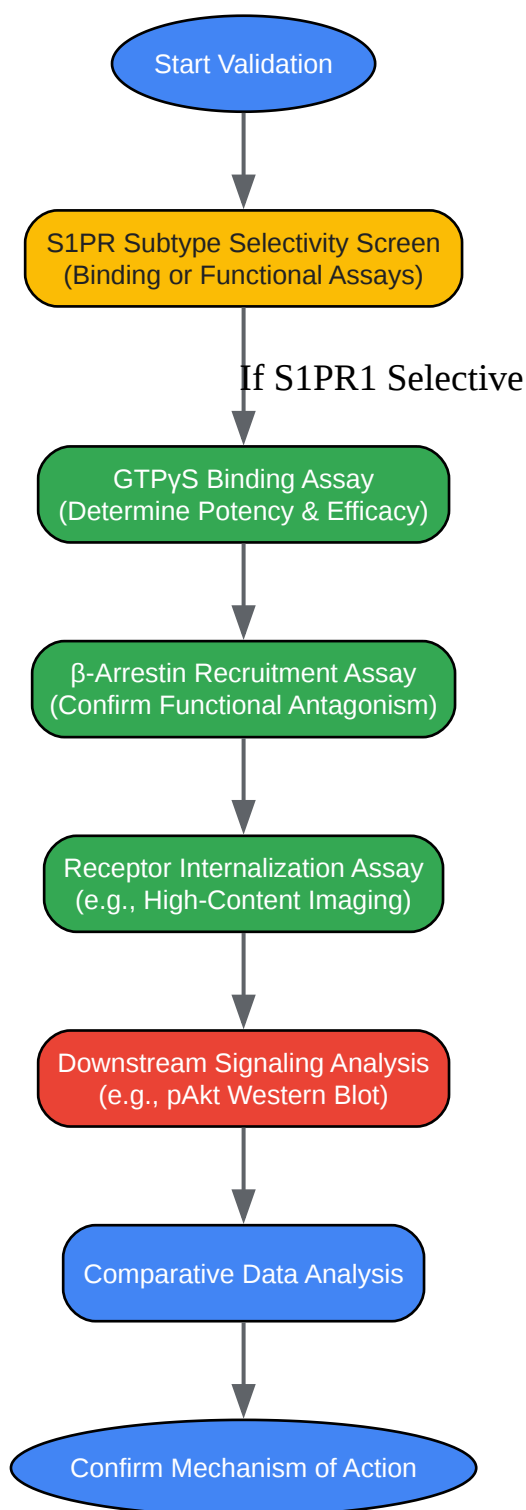 Start Validation
S1PR Subtype Selectivity Screen
(Binding or Functional Assays)
If S1PR1 Selective
GTPγS Binding Assay
(Determine Potency & Efficacy)
β-Arrestin Recruitment Assay
(Confirm Functional Antagonism)
Receptor Internalization Assay
(e.g., High-Content Imaging)
Downstream Signaling Analysis
(e.g., pAkt Western Blot)
Comparative Data Analysis
Confirm Mechanism of Action